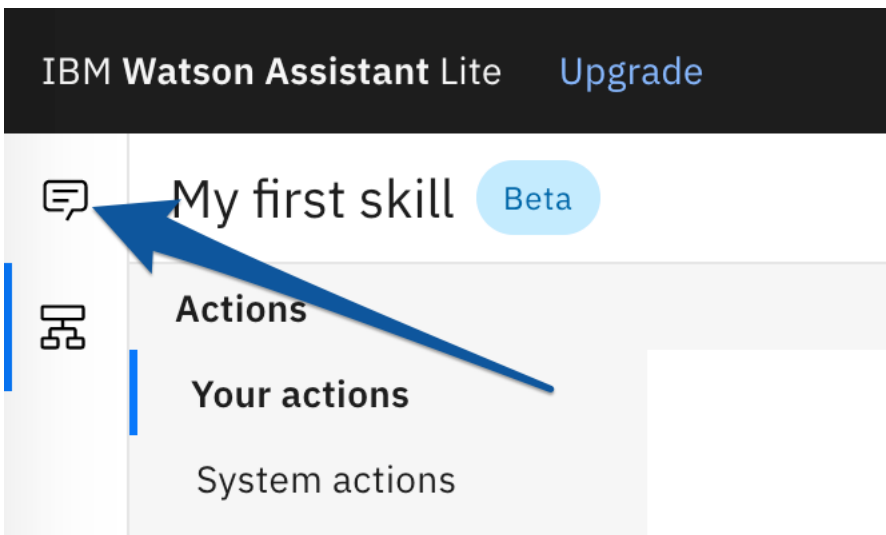 IBM Watson Assistant Lite Upgrade
My first skill Beta
Actions
Your actions
System actions